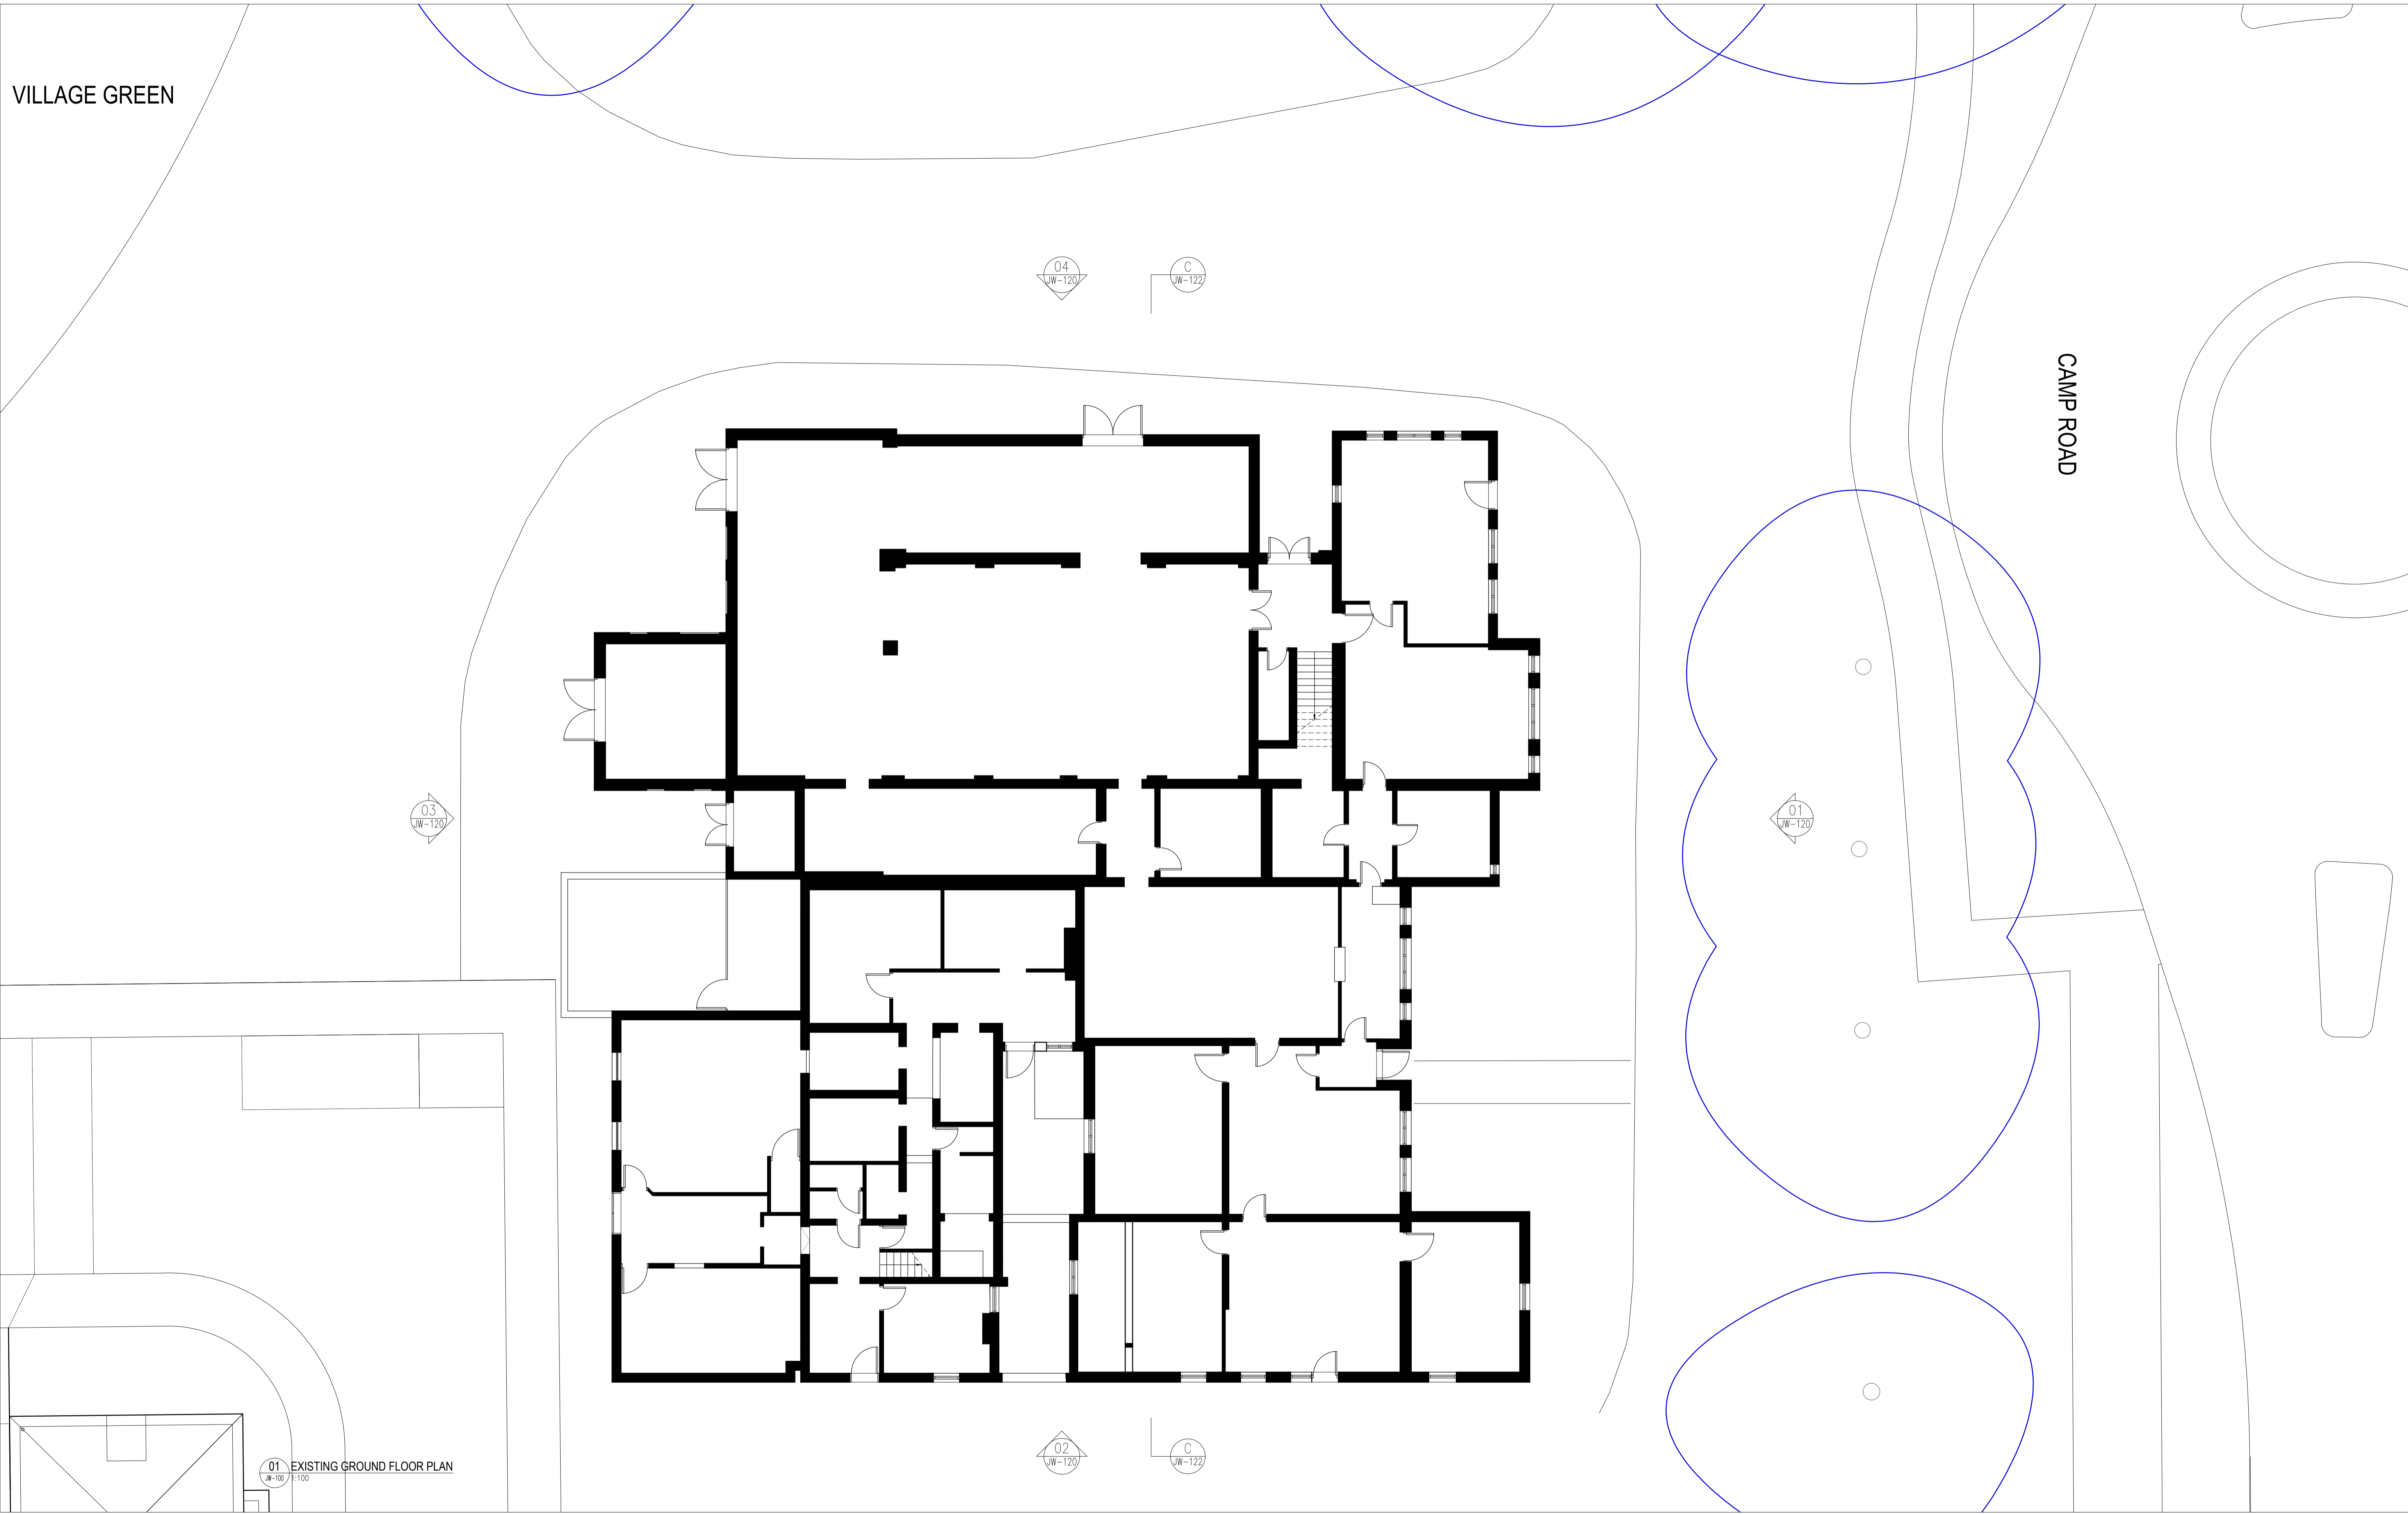 VILLAGE GREEN
04
JW-120
C
JW-122
CAMP ROAD
03
JW-120
01
JW-120
02
JW-120
C
JW-122
01
JW-100
EXISTING GROUND FLOOR PLAN
1:100